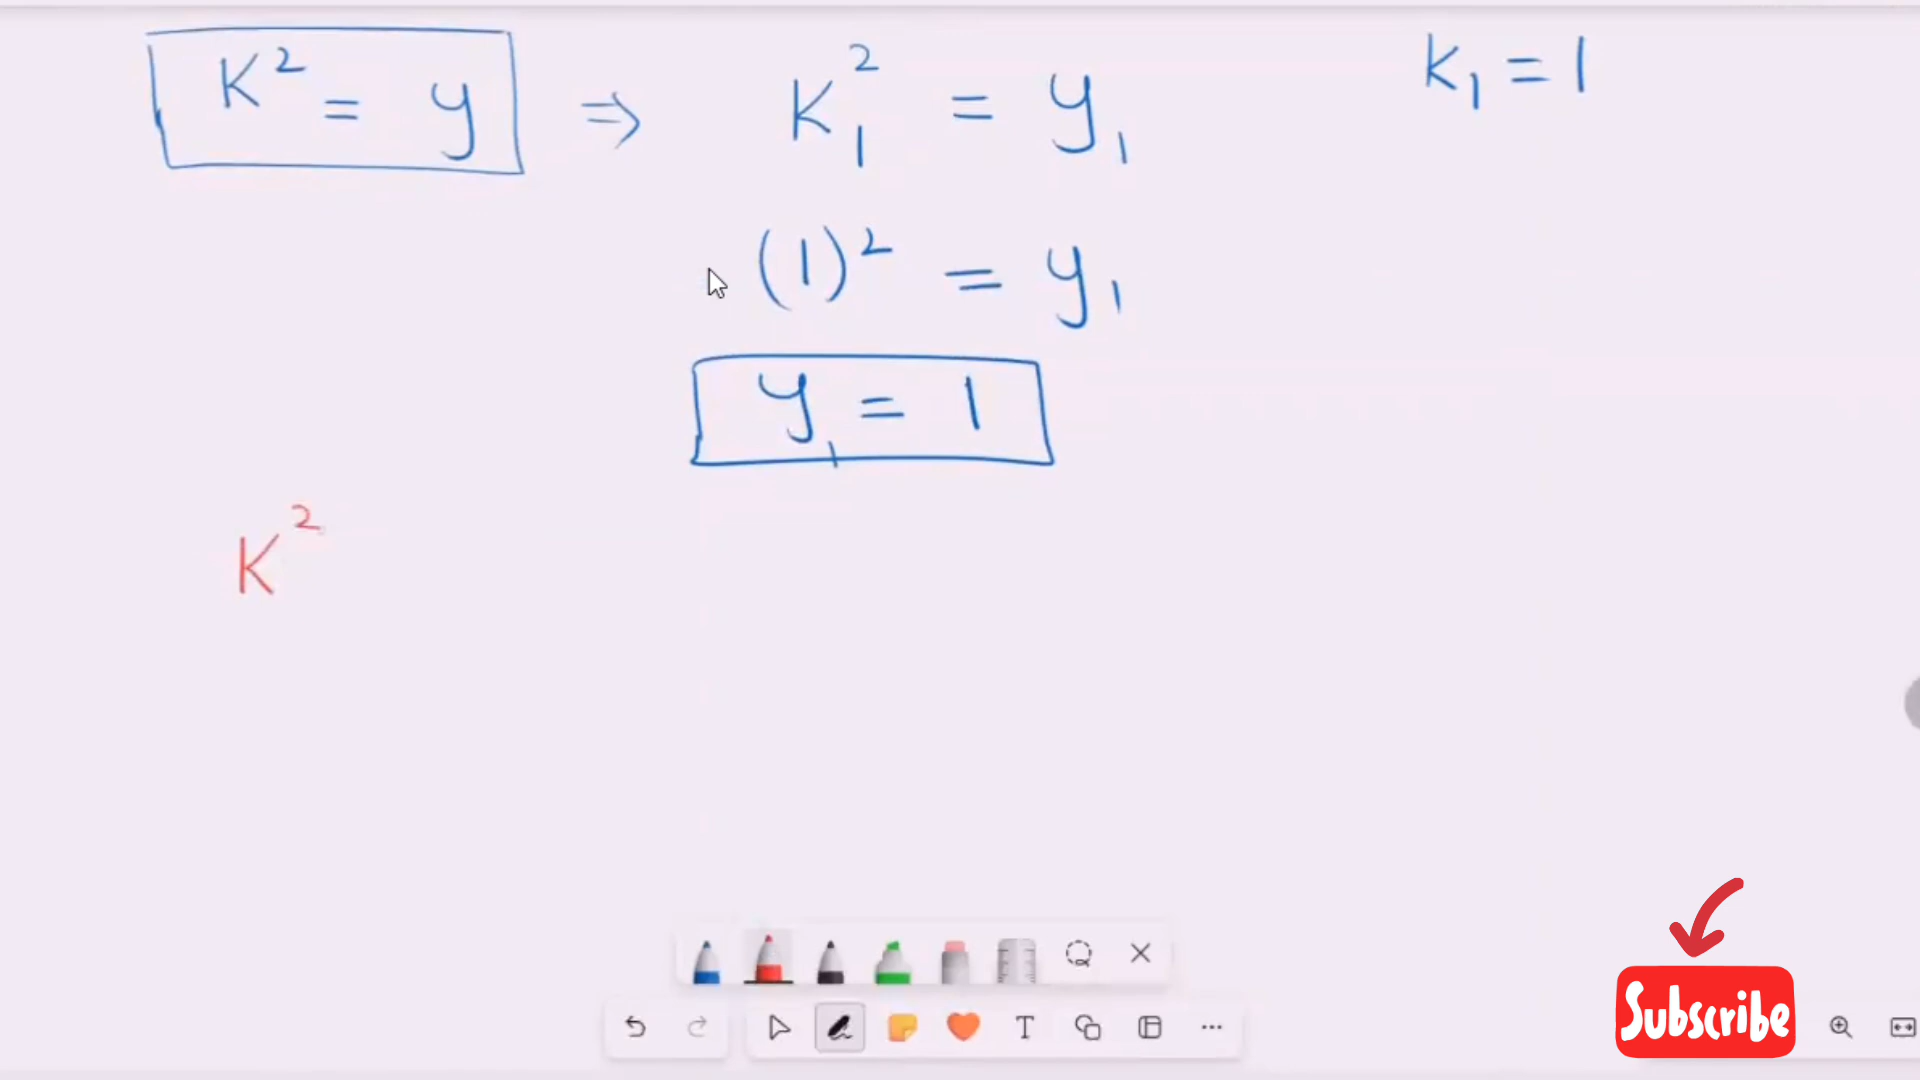 K² = y ⇒ K₁² = y₁ k₁ = 1
(1)² = y₁
y₁ = 1
K²
T
Subscribe